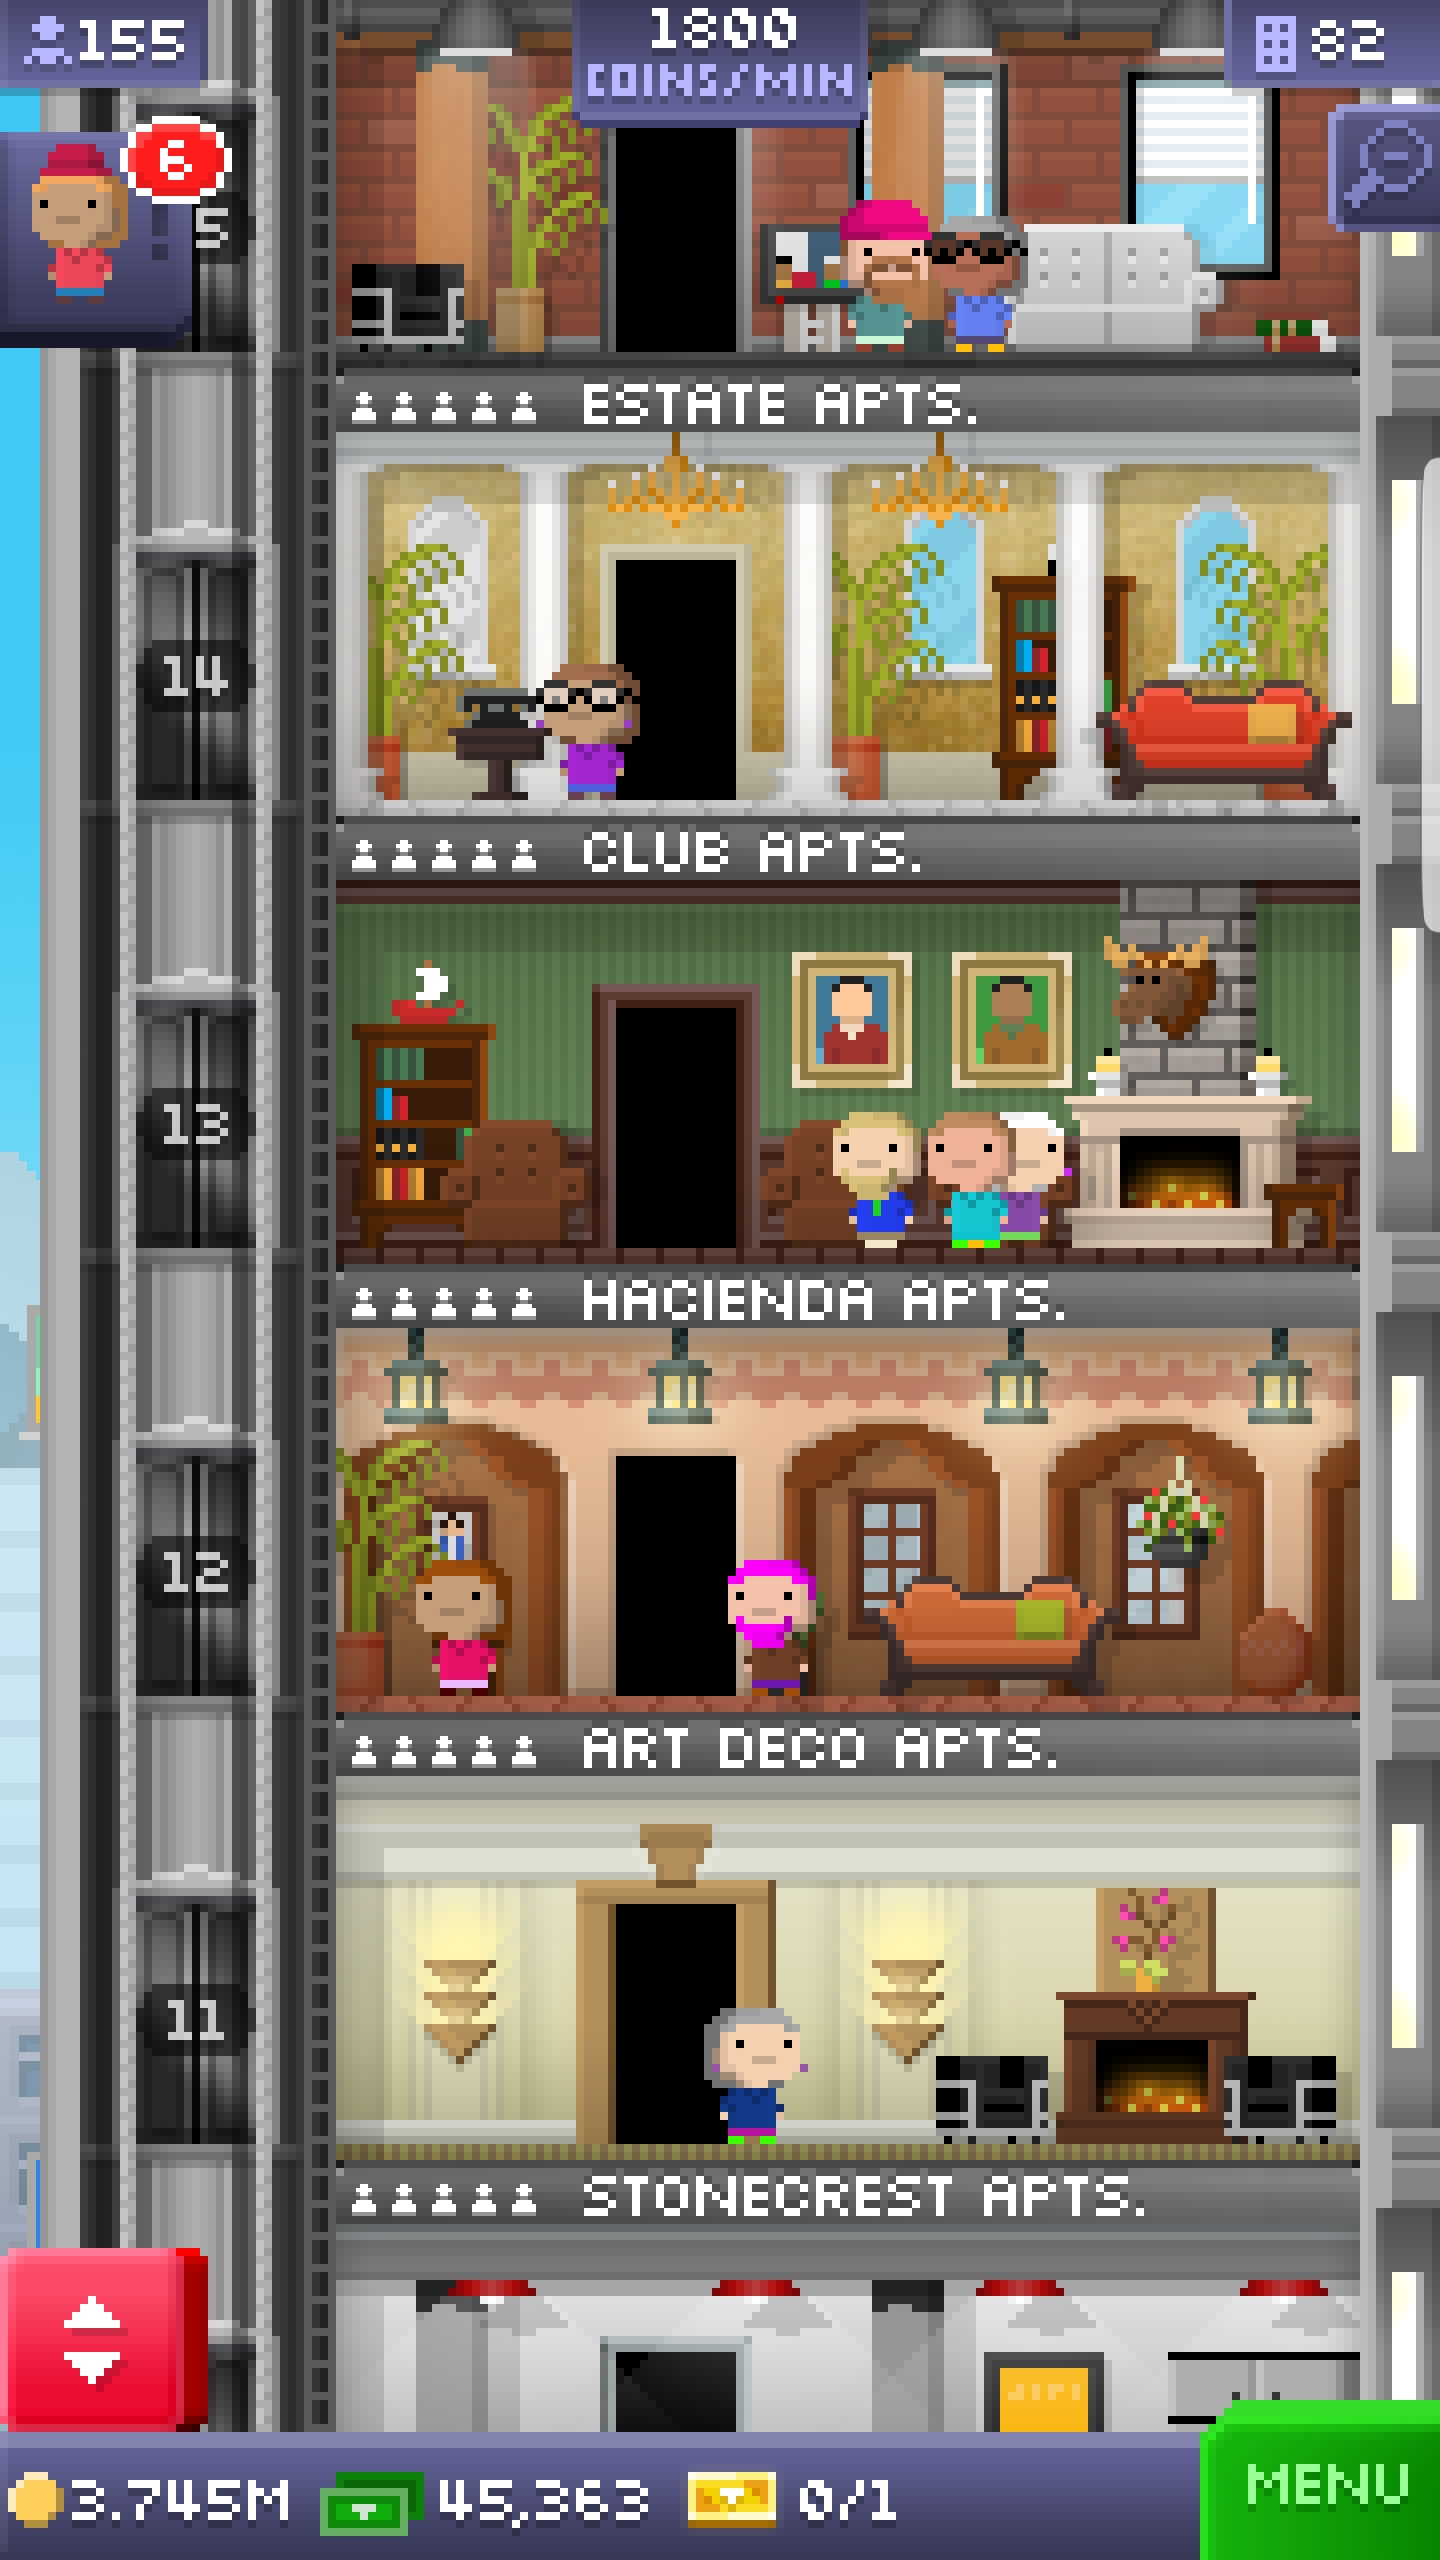 155
1800
COINS/MIN
82
6
5
ESTATE APTS.
14
CLUB APTS.
13
HACIENDA APTS.
12
ART DECO APTS.
11
STONECREST APTS.
3.745M 45,363 0/1
MENU